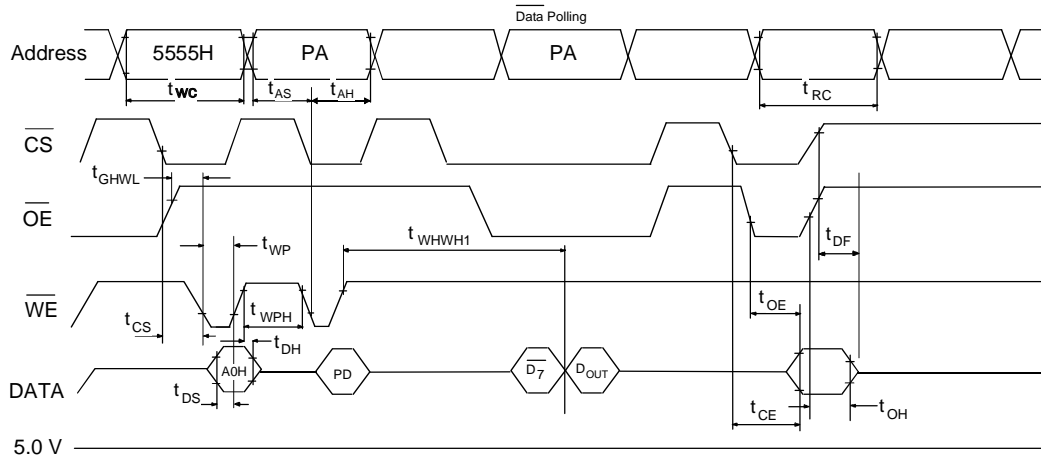 Data Polling
Address 5555H PA PA
tWC tAS tAH tRC
CS
tGHWL
OE
tWP tWHWH1 tDF
WE
tCS tWPH tOE
tDH
DATA A0H PD D7 DOUT
tDS tCE tOH
5.0 V